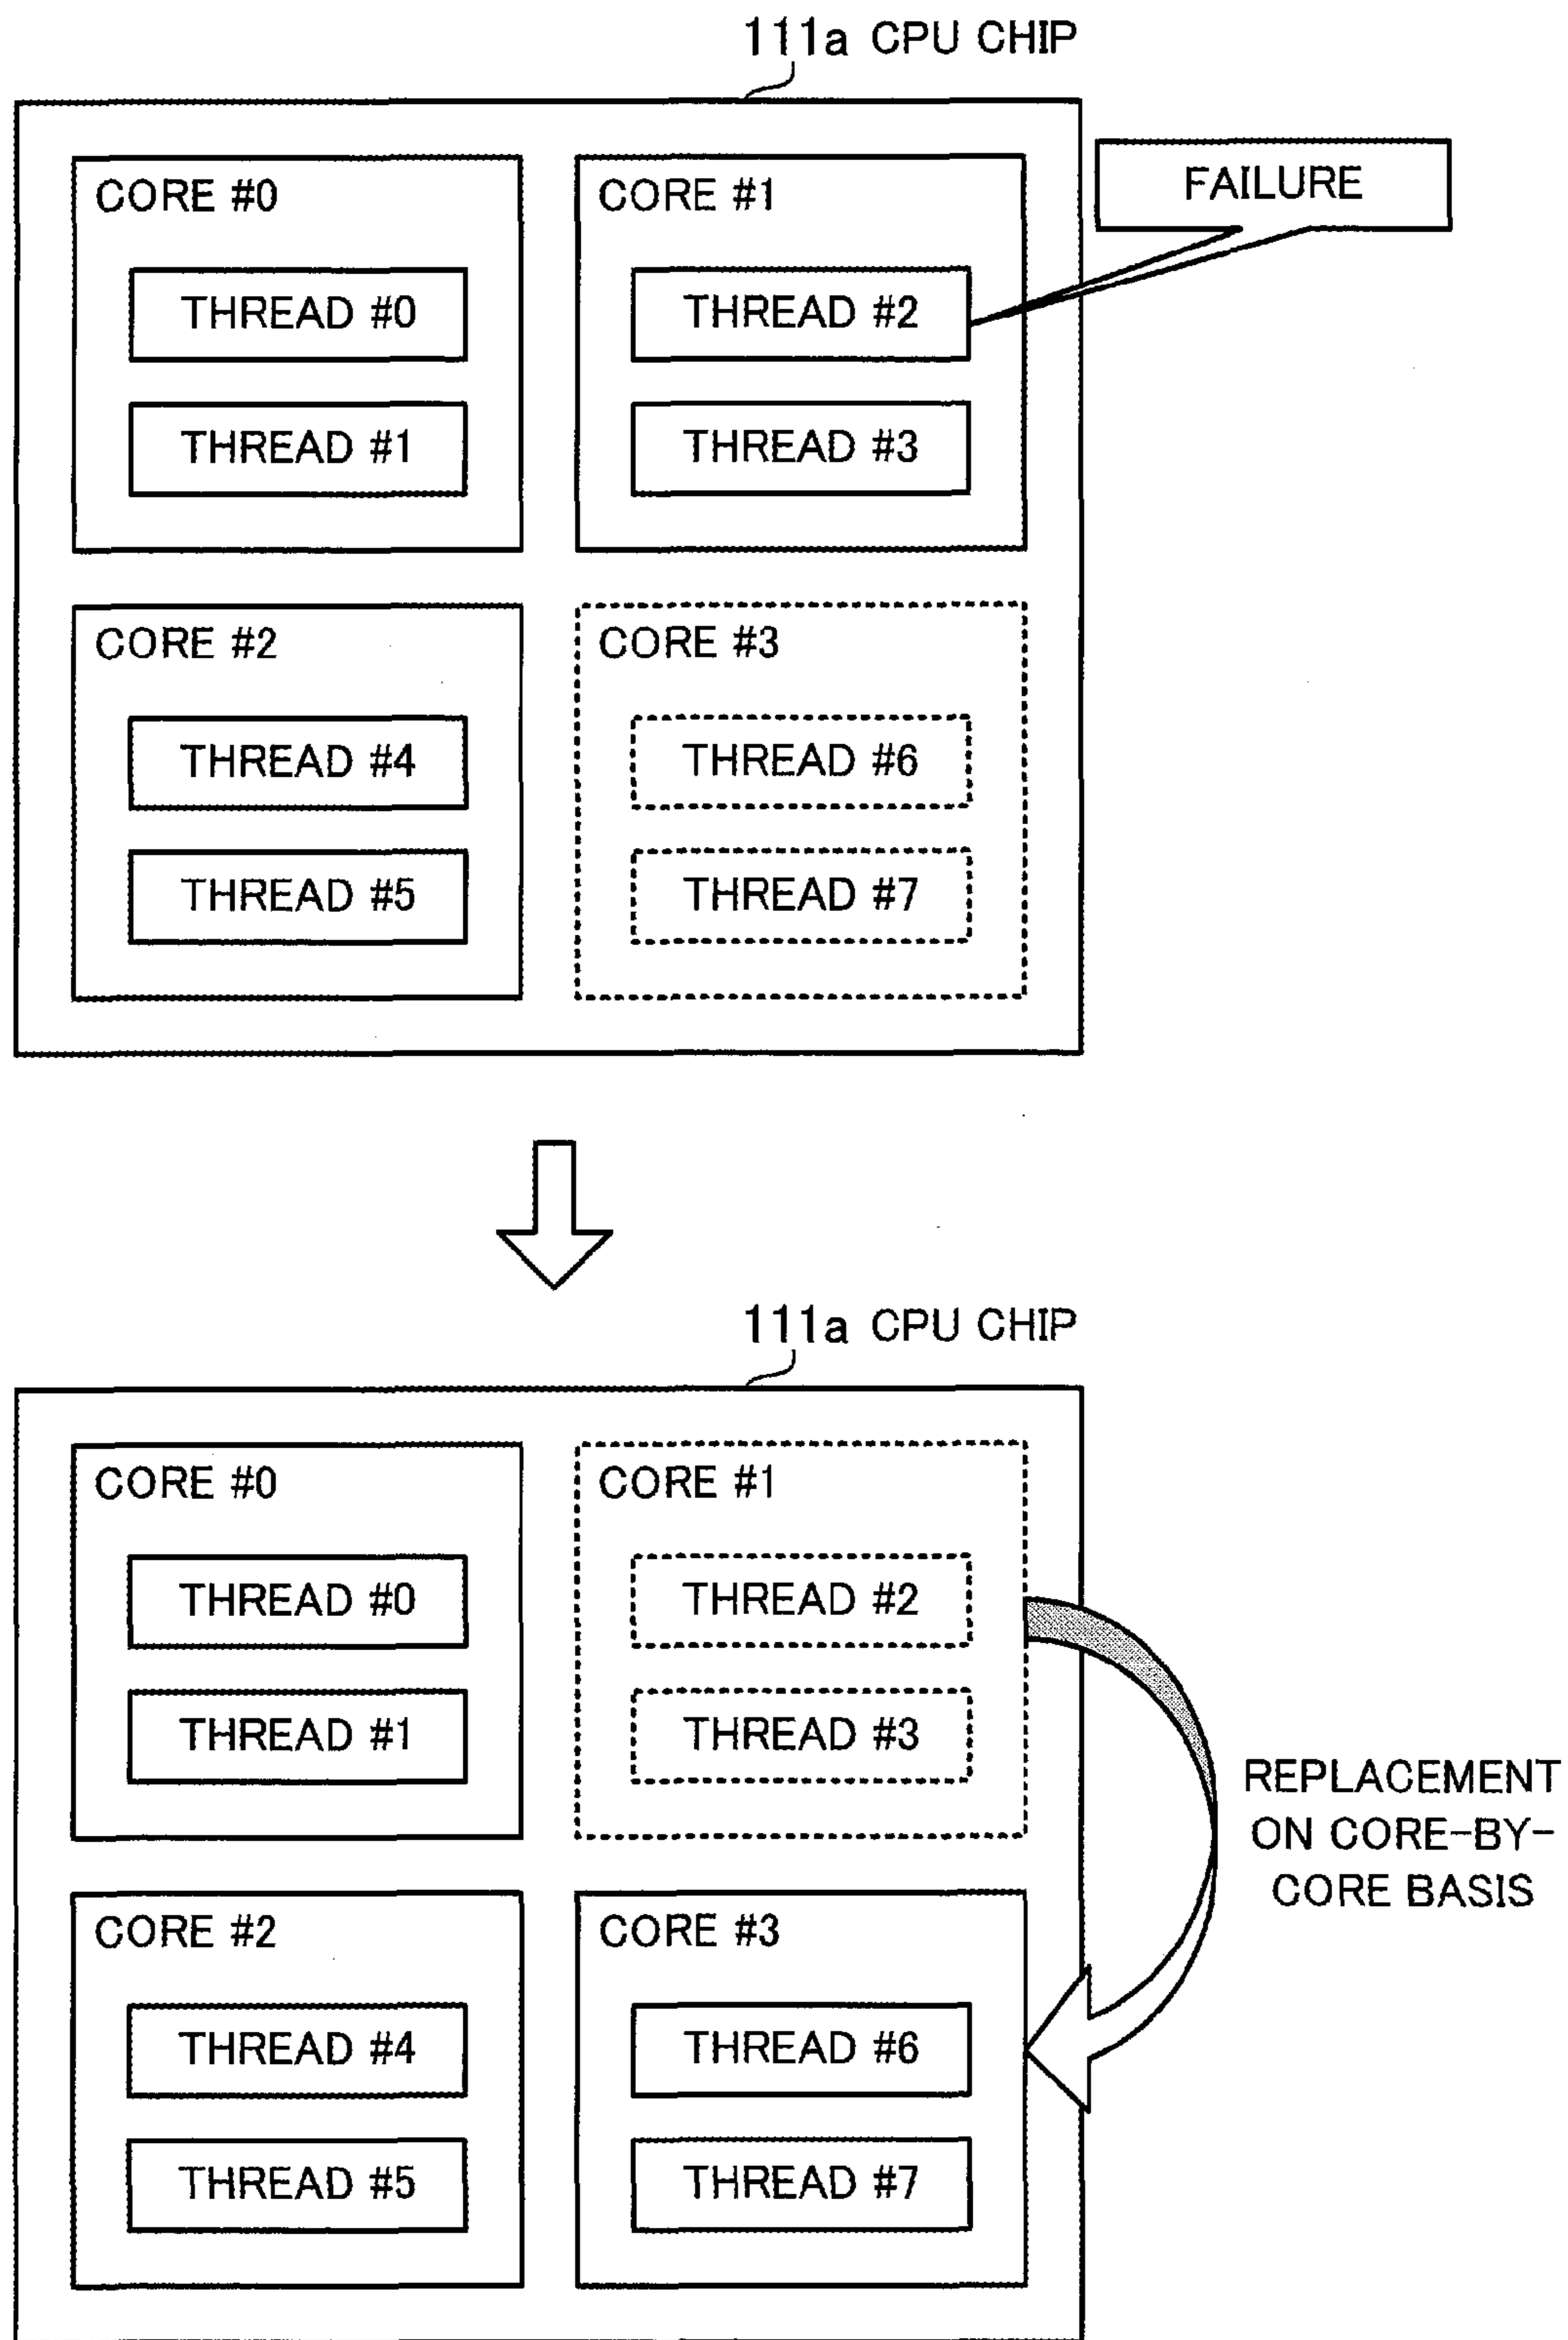 111a CPU CHIP
CORE #0
CORE #1
FAILURE
THREAD #0
THREAD #2
THREAD #1
THREAD #3
CORE #2
CORE #3
THREAD #4
THREAD #6
THREAD #5
THREAD #7
111a CPU CHIP
CORE #0
CORE #1
THREAD #0
THREAD #2
THREAD #1
THREAD #3
REPLACEMENT
ON CORE-BY-
CORE BASIS
CORE #2
CORE #3
THREAD #4
THREAD #6
THREAD #5
THREAD #7